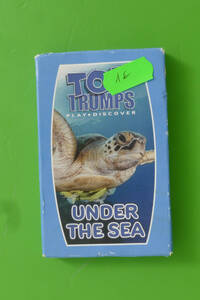 TOP
TRUMPS
PLAY • DISCOVER
UNDER
THE SEA